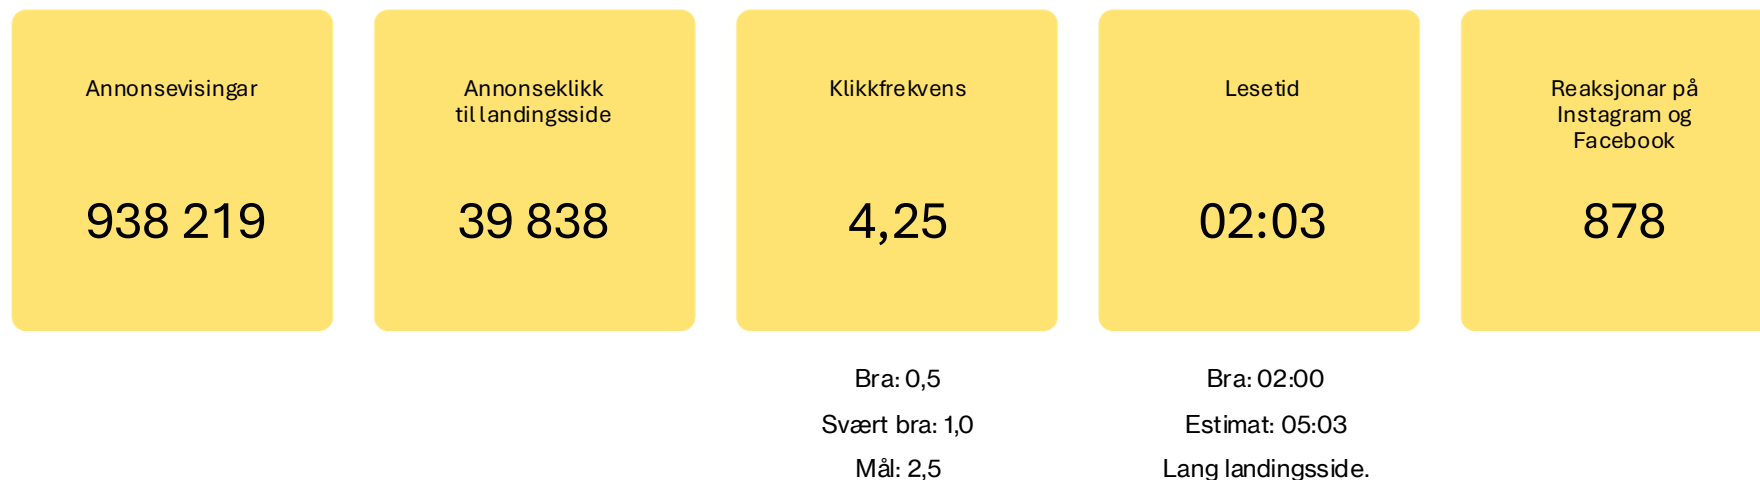 Annonsevisingar
938 219
Annonseklikk
til landingsside
39 838
Klikkfrekvens
4,25
Bra: 0,5
Svært bra: 1,0
Mål: 2,5
Lesetid
02:03
Bra: 02:00
Estimat: 05:03
Lang landingsside.
Reaksjonar på
Instagram og
Facebook
878